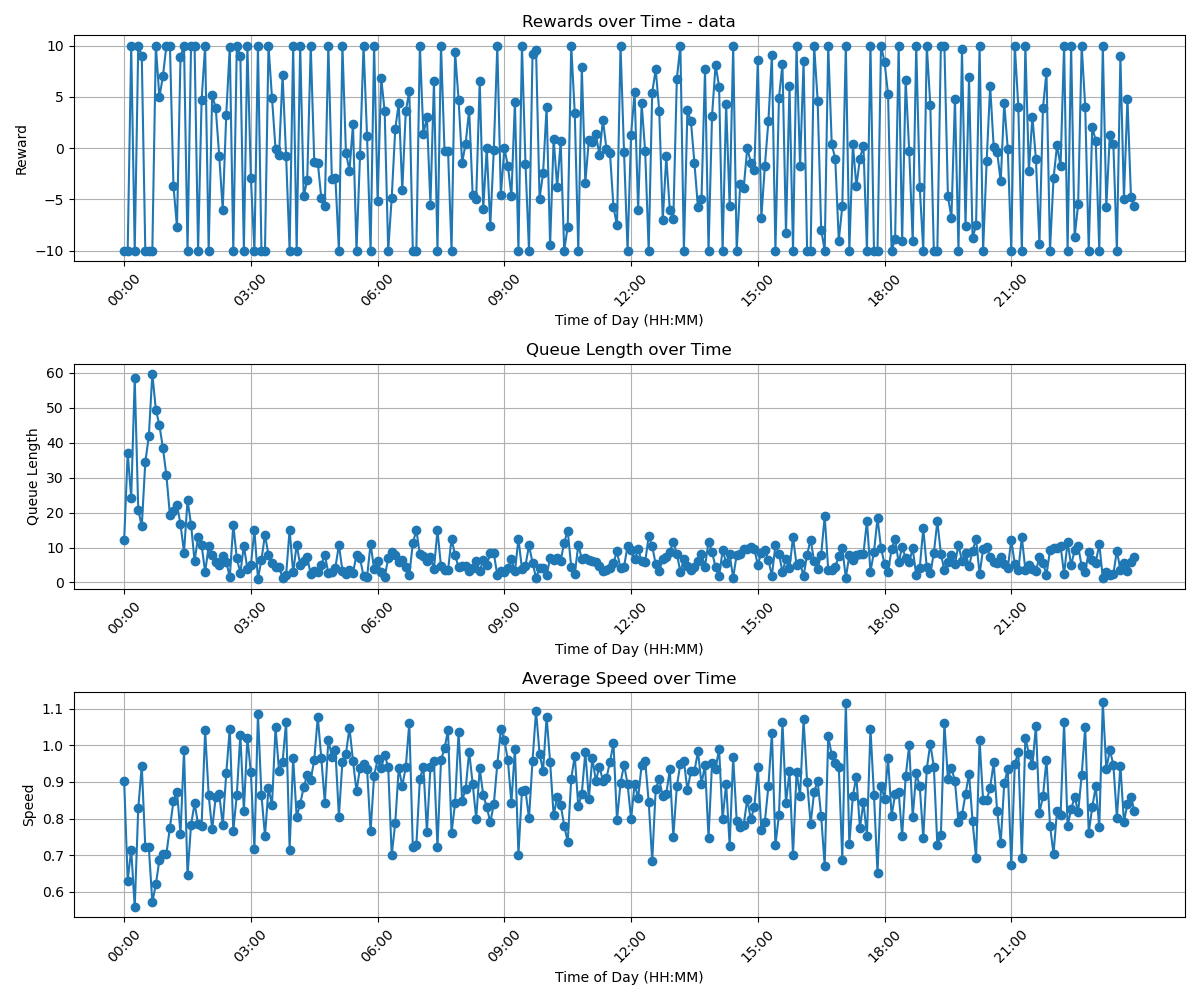 Rewards over Time - data
Reward
10
5
0
−5
−10
00:00 03:00 06:00 09:00 12:00 15:00 18:00 21:00
Time of Day (HH:MM)
Queue Length over Time
Queue Length
60
50
40
30
20
10
0
00:00 03:00 06:00 09:00 12:00 15:00 18:00 21:00
Time of Day (HH:MM)
Average Speed over Time
Speed
1.1
1.0
0.9
0.8
0.7
0.6
00:00 03:00 06:00 09:00 12:00 15:00 18:00 21:00
Time of Day (HH:MM)